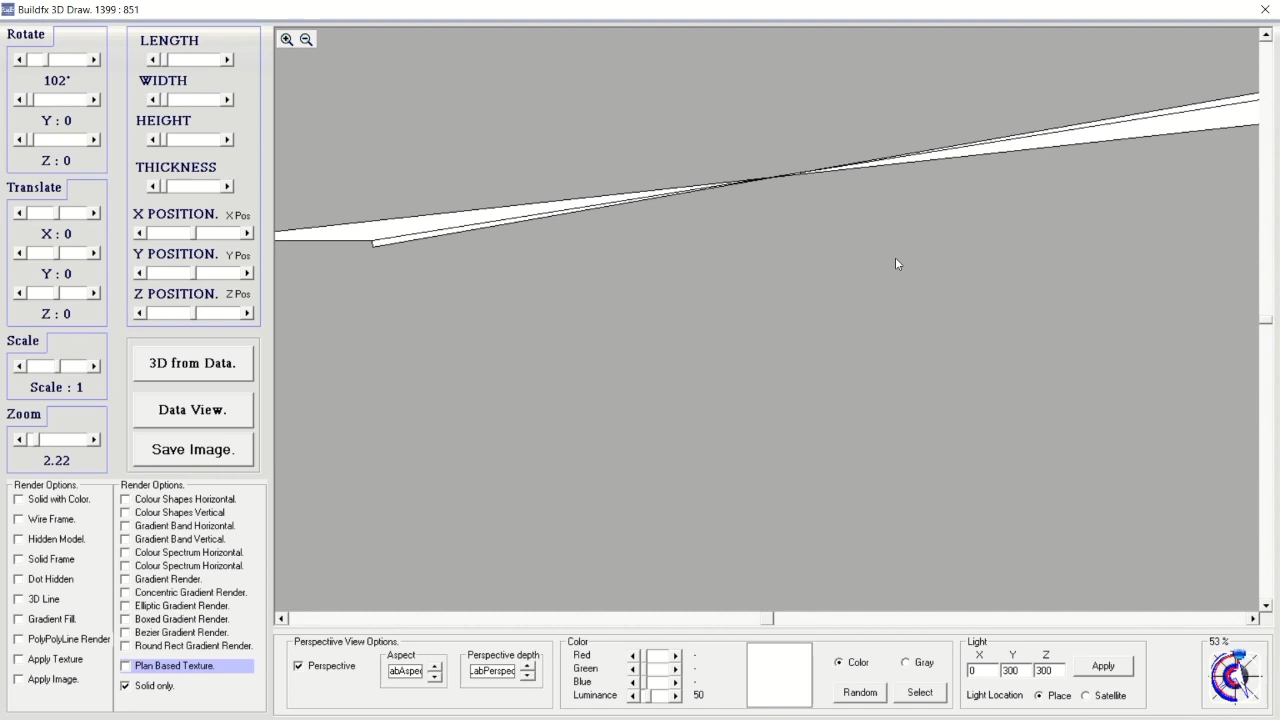 Buildfx 3D Draw. 1399 : 851
Rotate
102°
Y : 0
Z : 0
Translate
X : 0
Y : 0
Z : 0
Scale
Scale : 1
Zoom
2.22
LENGTH
WIDTH
HEIGHT
THICKNESS
X POSITION. X Pos
Y POSITION. Y Pos
Z POSITION. Z Pos
3D from Data.
Data View.
Save Image.
Render Options.
Solid with Color.
Wire Frame.
Hidden Model.
Solid Frame
Dot Hidden
3D Line
Gradient Fill.
PolyPolyLine Render
Apply Texture
Apply Image.
Render Options.
Colour Shapes Horizontal.
Colour Shapes Vertical
Gradient Band Horizontal.
Gradient Band Vertical.
Colour Spectrum Horizontal.
Colour Spectrum Horizontal.
Gradient Render.
Concentric Gradient Render.
Elliptic Gradient Render.
Boxed Gradient Render.
Bezier Gradient Render.
Round Rect Gradient Render.
Plan Based Texture.
Solid only.
Perspective View Options.
Perspective
Aspect
abAspec
Perspective depth
.abPerspec
Color
Red -
Green -
Blue -
Luminance 50
Color
Gray
Random
Select
Light
X Y Z
0 300 300
Apply
Light Location Place Satellite
53 %